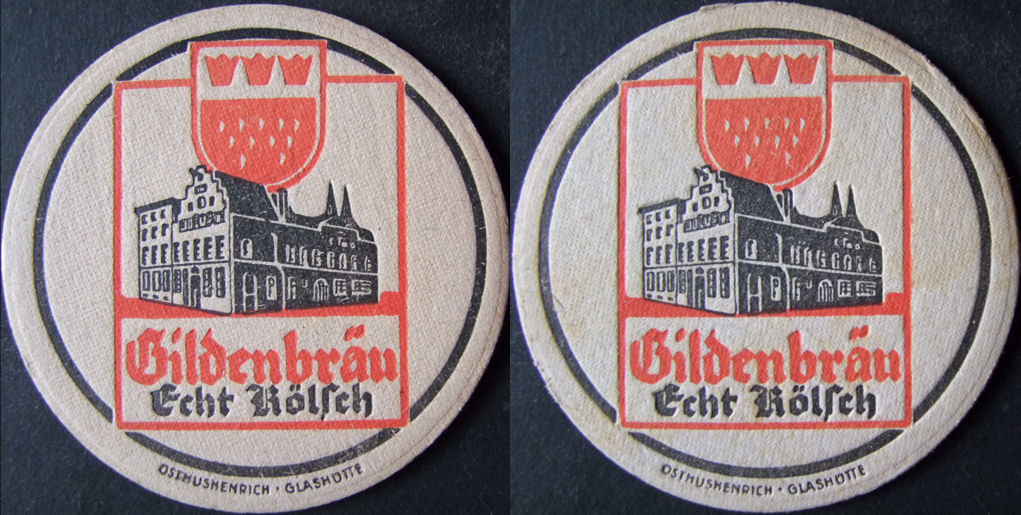 Gildenbräu
Echt Kölsch
OSTHUSHENRICH · GLASHÜTTE
Gildenbräu
Echt Kölsch
OSTHUSHENRICH · GLASHÜTTE